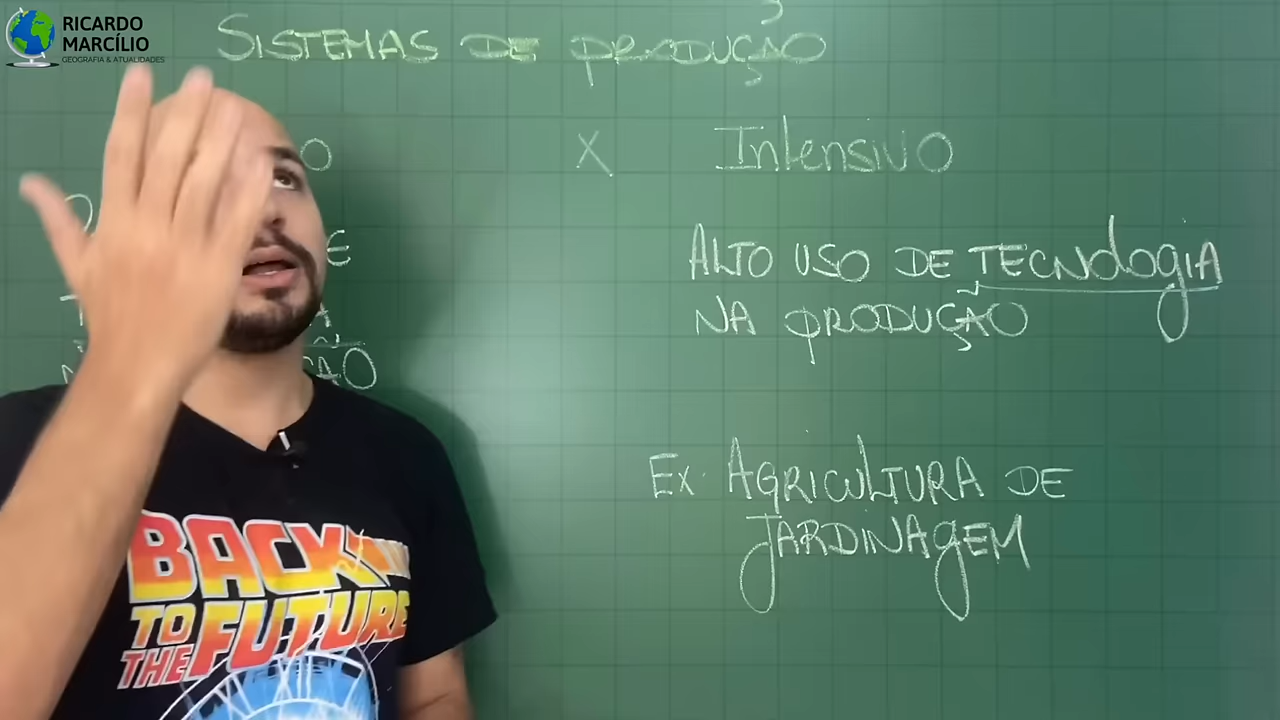 RICARDO
MARCÍLIO
GEOGRAFIA & ATUALIDADES
SISTEMAS DE PRODUÇÃO
X Intensivo
ALTO USO DE TECNOLOGIA
NA PRODUÇÃO
Ex. AGRICULTURA DE
JARDINAGEM
BACK
TO
THE FUTURE